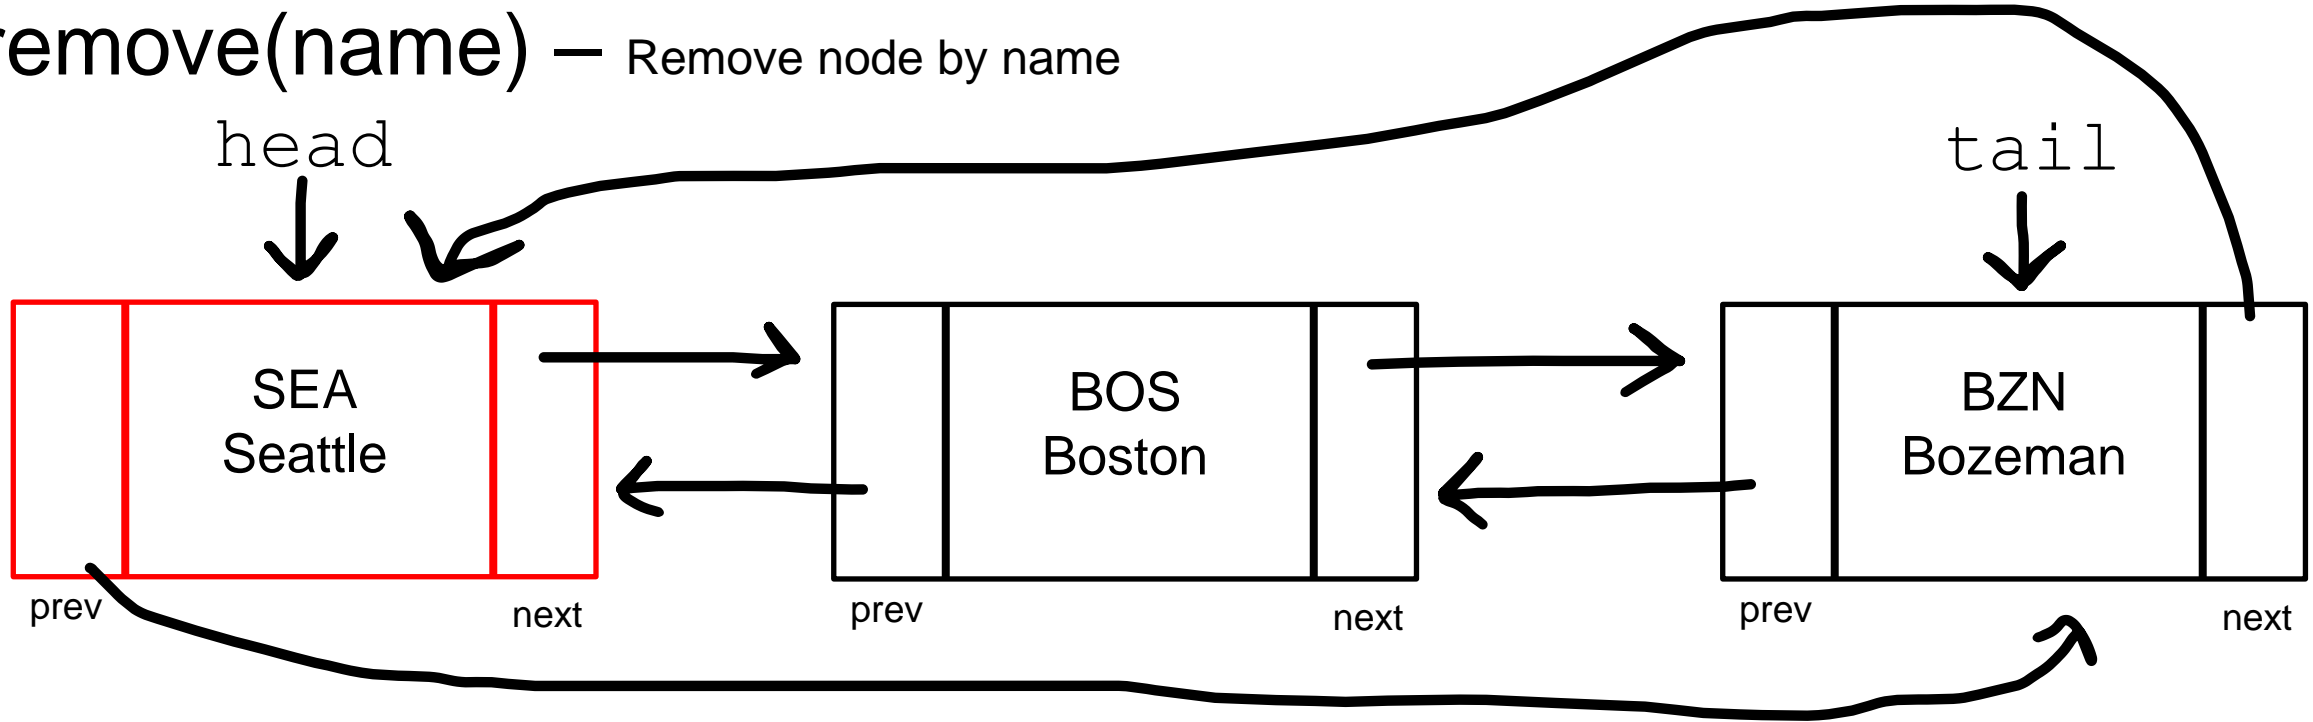 remove(name) — Remove node by name
head
tail
SEA
Seattle
BOS
Boston
BZN
Bozeman
prev
next
prev
next
prev
next